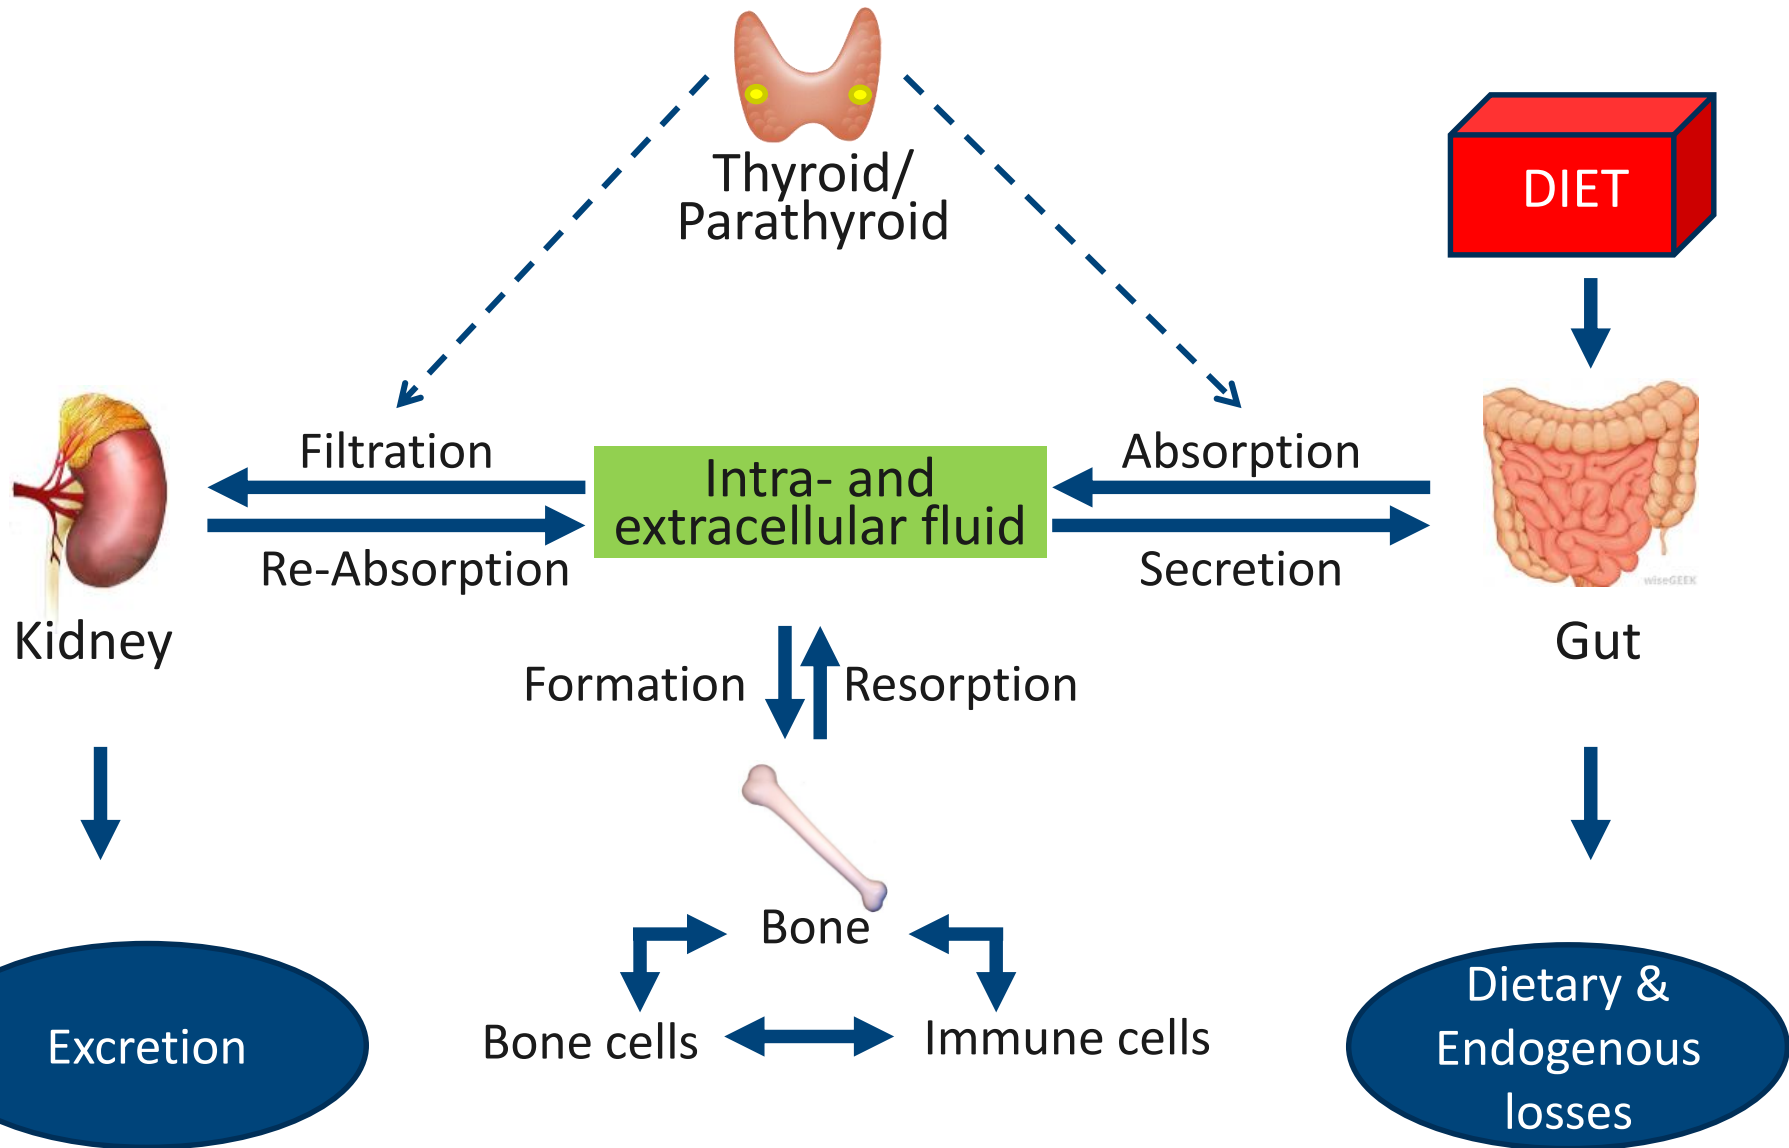 Thyroid/
Parathyroid
DIET
Filtration
Intra- and
extracellular fluid
Absorption
Re-Absorption
Secretion
wiseGEEK
Kidney
Gut
Formation
Resorption
Bone
Bone cells
Immune cells
Excretion
Dietary &
Endogenous
losses